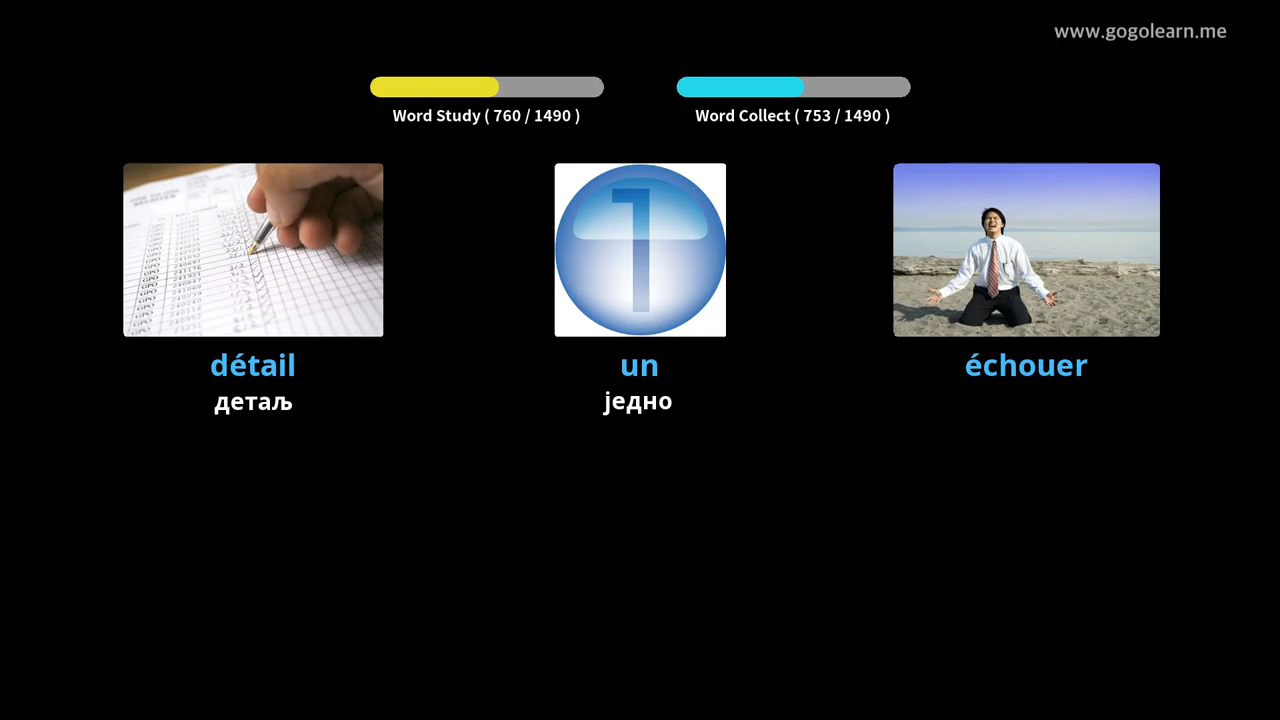 www.gogolearn.me
Word Study ( 760 / 1490 )
Word Collect ( 753 / 1490 )
détail
un
échouer
детаљ
једно